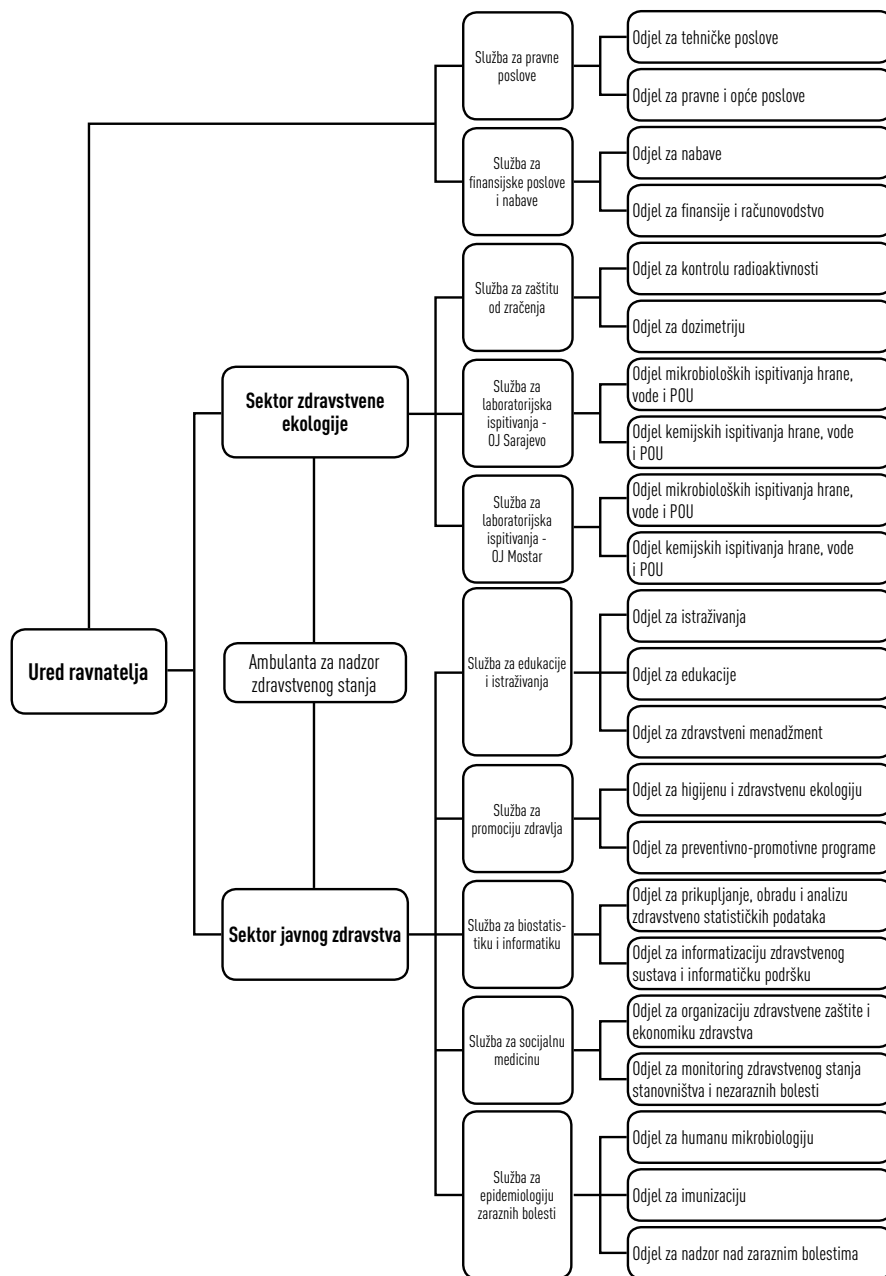 Služba za pravne
poslove
Odjel za tehničke poslove
Odjel za pravne i opće poslove
Služba za
finansijske poslove
i nabave
Odjel za nabave
Odjel za finansije i računovodstvo
Služba za zaštitu
od zračenja
Odjel za kontrolu radioaktivnosti
Odjel za dozimetriju
Sektor zdravstvene
ekologije
Služba za
laboratorijska
ispitivanja -
OJ Sarajevo
Odjel mikrobioloških ispitivanja hrane,
vode i POU
Odjel kemijskih ispitivanja hrane, vode
i POU
Služba za
laboratorijska
ispitivanja -
OJ Mostar
Odjel mikrobioloških ispitivanja hrane,
vode i POU
Odjel kemijskih ispitivanja hrane, vode
i POU
Ured ravnatelja
Ambulanta za nadzor
zdravstvenog stanja
Služba za edukacije
i istraživanja
Odjel za istraživanja
Odjel za edukacije
Odjel za zdravstveni menadžment
Služba za
promociju zdravlja
Odjel za higijenu i zdravstvenu ekologiju
Odjel za preventivno-promotivne programe
Sektor javnog zdravstva
Služba za biostatis-
tiku i informatiku
Odjel za prikupljanje, obradu i analizu
zdravstveno statističkih podataka
Odjel za informatizaciju zdravstvenog
sustava i informatičku podršku
Služba za socijalnu
medicinu
Odjel za organizaciju zdravstvene zaštite i
ekonomiku zdravstva
Odjel za monitoring zdravstvenog stanja
stanovništva i nezaraznih bolesti
Služba za
epidemiologiju
zaraznih bolesti
Odjel za humanu mikrobiologiju
Odjel za imunizaciju
Odjel za nadzor nad zaraznim bolestima